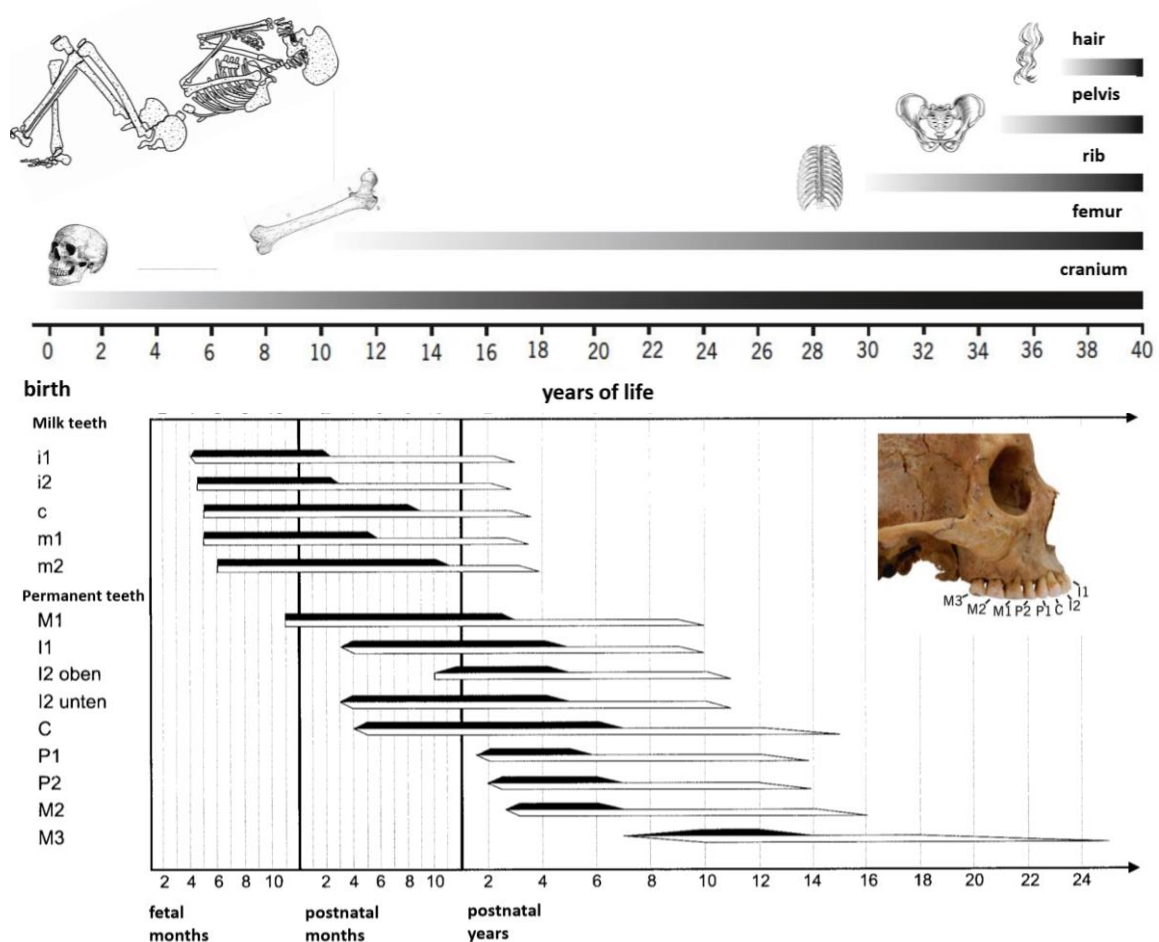 hair
pelvis
rib
femur
cranium
0 2 4 6 8 10 12 14 16 18 20 22 24 26 28 30 32 34 36 38 40
birth
years of life
Milk teeth
i1
i2
c
m1
m2
Permanent teeth
M1
I1
I2 oben
I2 unten
C
P1
P2
M2
M3
M3 M2 M1 P2 P1 C I2 I1
2 4 6 8 10 2 4 6 8 10 2 4 6 8 10 12 14 16 18 20 22 24
fetal months
postnatal months
postnatal years